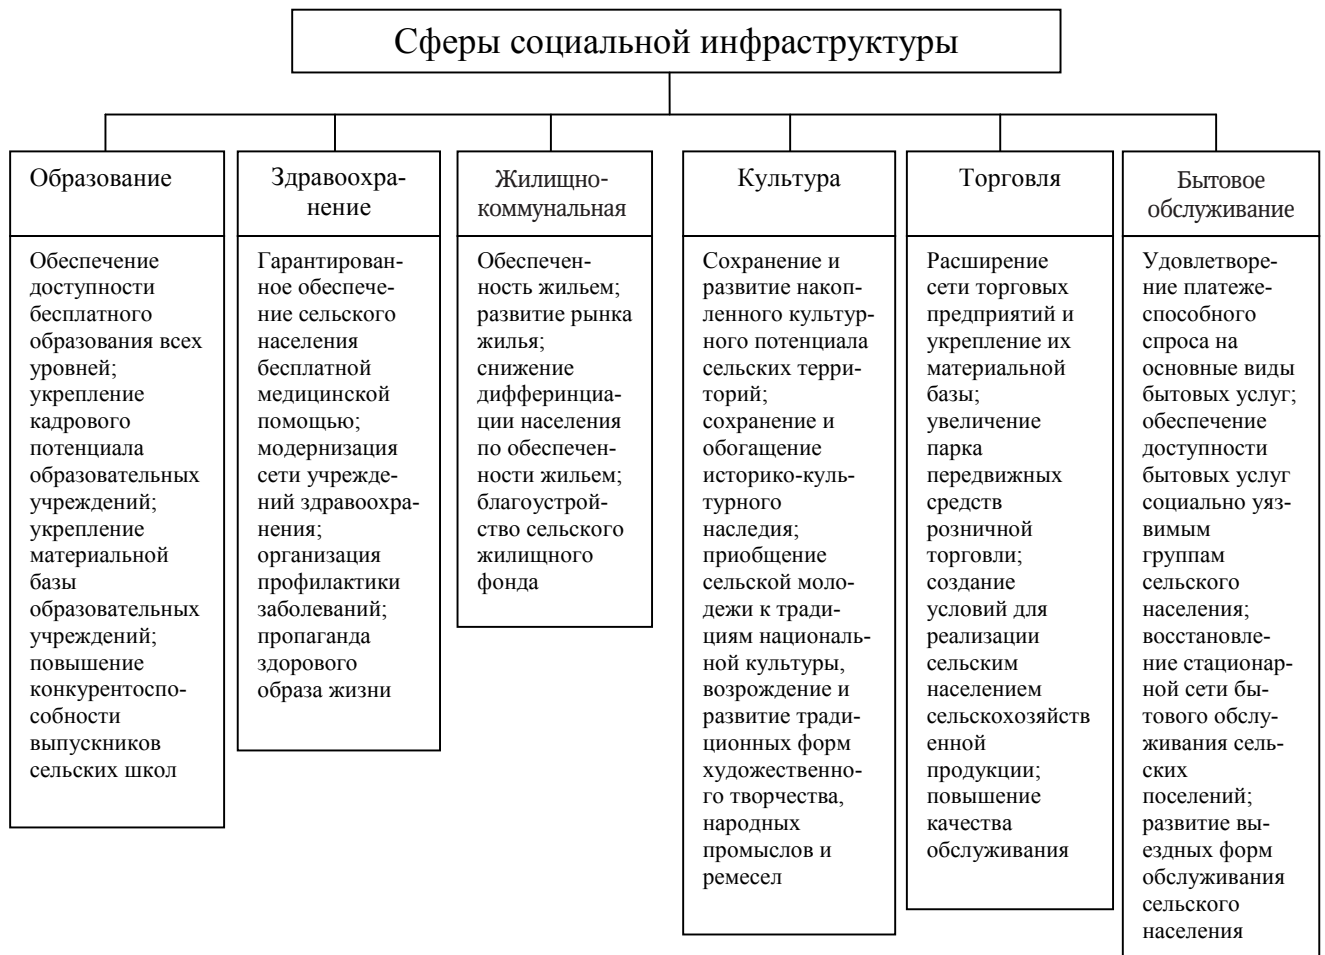 Сферы социальной инфраструктуры
Образование
Обеспечение
доступности
бесплатного
образования всех
уровней;
укрепление
кадрового
потенциала
образовательных
учреждений;
укрепление
материальной
базы
образовательных
учреждений;
повышение
конкурентоспо-
собности
выпускников
сельских школ
Здравоохра-
нение
Гарантирован-
ное обеспече-
ние сельского
населения
бесплатной
медицинской
помощью;
модернизация
сети учрежде-
ний здравоохра-
нения;
организация
профилактики
заболеваний;
пропаганда
здорового
образа жизни
Жилищно-
коммунальная
Обеспечен-
ность жильем;
развитие рынка
жилья;
снижение
дифферинциа-
ции населения
по обеспечен-
ности жильем;
благоустрой-
ство сельского
жилищного
фонда
Культура
Сохранение и
развитие накоп-
ленного культур-
ного потенциала
сельских терри-
торий;
сохранение и
обогащение
историко-куль-
турного
наследия;
приобщение
сельской моло-
дежи к тради-
циям националь-
ной культуры,
возрождение и
развитие тради-
ционных форм
художественно-
го творчества,
народных
промыслов и
ремесел
Торговля
Расширение
сети торговых
предприятий и
укрепление их
материальной
базы;
увеличение
парка
передвижных
средств
розничной
торговли;
создание
условий для
реализации
сельским
населением
сельскохозяйств
енной
продукции;
повышение
качества
обслуживания
Бытовое
обслуживание
Удовлетворе-
ние платеже-
способного
спроса на
основные виды
бытовых услуг;
обеспечение
доступности
бытовых услуг
социально уяз-
вимым
группам
сельского
населения;
восстановле-
ние стационар-
ной сети бы-
тового обслу-
живания сель-
ских
поселений;
развитие вы-
ездных форм
обслуживания
сельского
населения